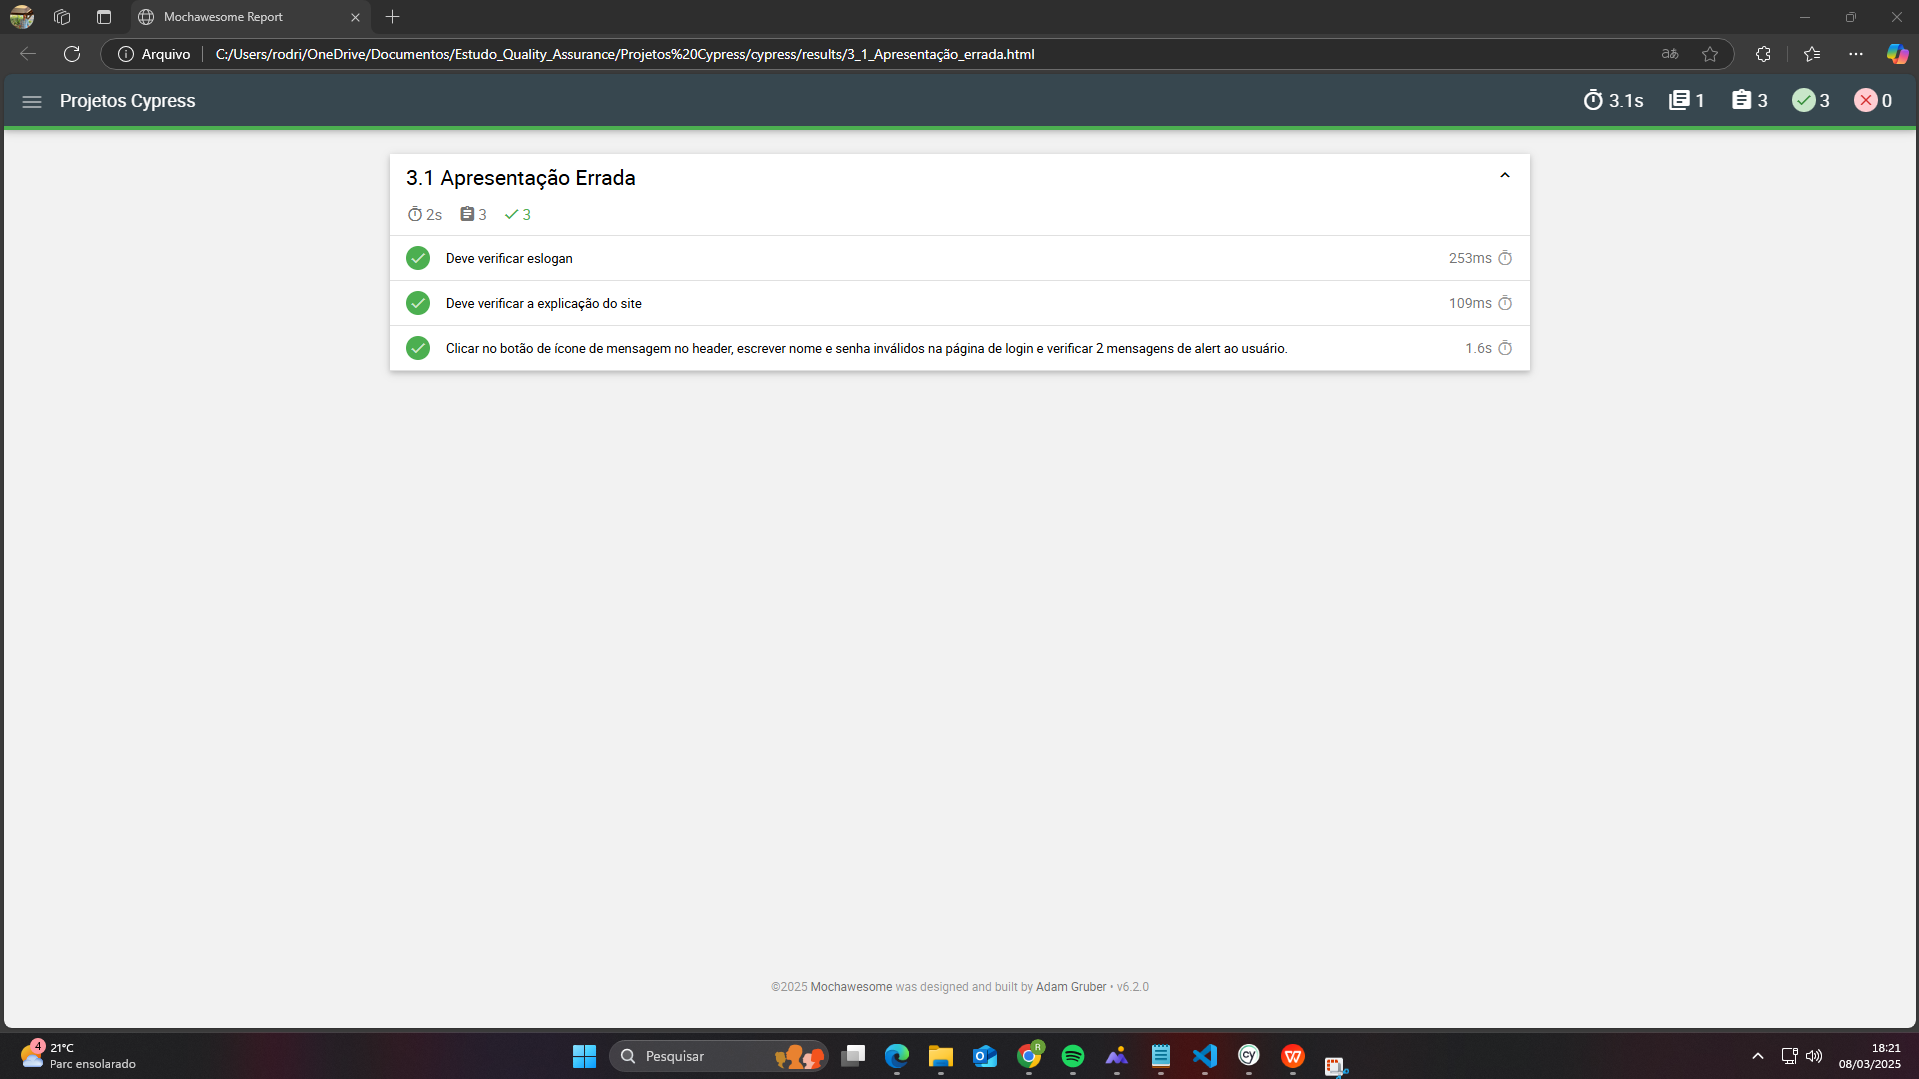 Mochawesome Report
Arquivo
C:/Users/rodri/OneDrive/Documentos/Estudo_Quality_Assurance/Projetos%20Cypress/cypress/results/3_1_Apresentação_errada.html
Projetos Cypress
3.1s 1 3 3 0
3.1 Apresentação Errada
2s 3 3
Deve verificar eslogan 253ms
Deve verificar a explicação do site 109ms
Clicar no botão de ícone de mensagem no header, escrever nome e senha inválidos na página de login e verificar 2 mensagens de alert ao usuário. 1.6s
©2025 Mochawesome was designed and built by Adam Gruber • v6.2.0
4
21°C
Parc ensolarado
Pesquisar
R
cy
W
18:21
08/03/2025